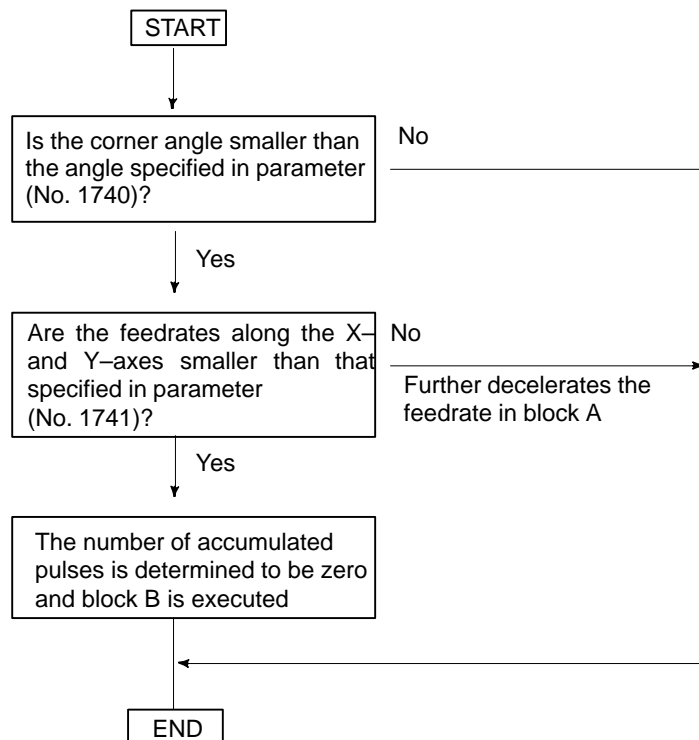 START
Is the corner angle smaller than
the angle specified in parameter
(No. 1740)?
No
Yes
Are the feedrates along the X–
and Y–axes smaller than that
specified in parameter
(No. 1741)?
No
Further decelerates the
feedrate in block A
Yes
The number of accumulated
pulses is determined to be zero
and block B is executed
END